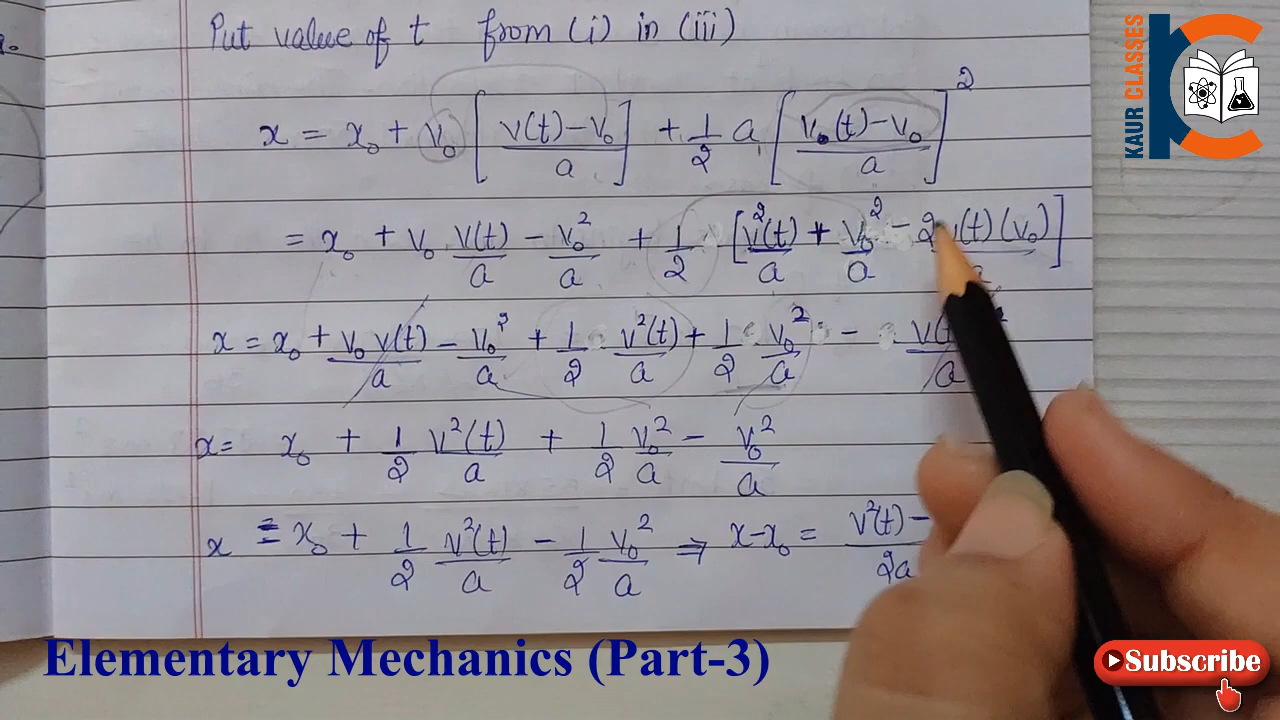 Put value of t from (i) in (iii)
x = x₀ + v₀ [ v(t) − v₀ / a ] + 1/2 a [ v₀(t) − v₀ / a ]²
= x₀ + v₀ v(t)/a − v₀²/a + 1/2 [ v²(t)/a + v₀²/a − 2v(t)(v₀)/a ]
x = x₀ + v₀ v(t)/a − v₀²/a + 1/2 v²(t)/a + 1/2 v₀²/a − v(t /a
x = x₀ + 1/2 v²(t)/a + 1/2 v₀²/a − v₀²/a
x = x₀ + 1/2 v²(t)/a − 1/2 v₀²/a ⇒ x−x₀ = v²(t) − / 2a
Elementary Mechanics (Part-3)
KAUR CLASSES
Subscribe